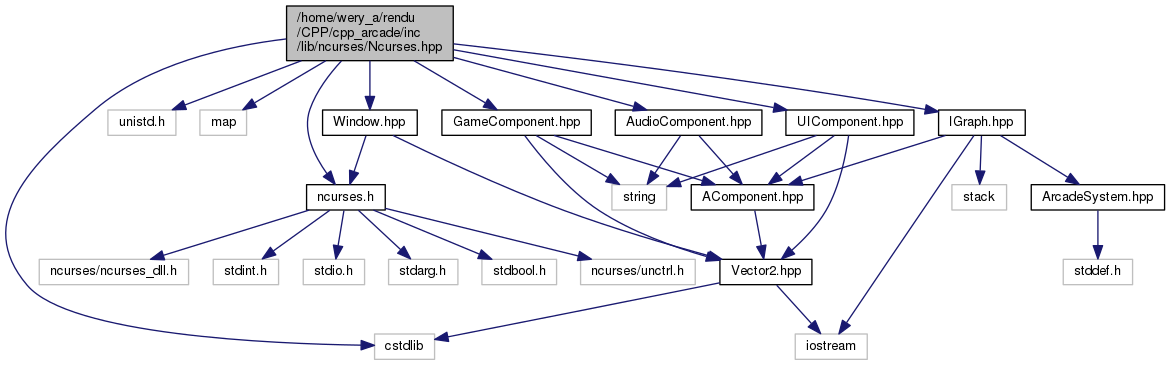 /home/wery_a/rendu
/CPP/cpp_arcade/inc
/lib/ncurses/Ncurses.hpp
unistd.h
map
Window.hpp
GameComponent.hpp
AudioComponent.hpp
UIComponent.hpp
IGraph.hpp
ncurses.h
string
AComponent.hpp
stack
ArcadeSystem.hpp
ncurses/ncurses_dll.h
stdint.h
stdio.h
stdarg.h
stdbool.h
ncurses/unctrl.h
Vector2.hpp
stddef.h
cstdlib
iostream